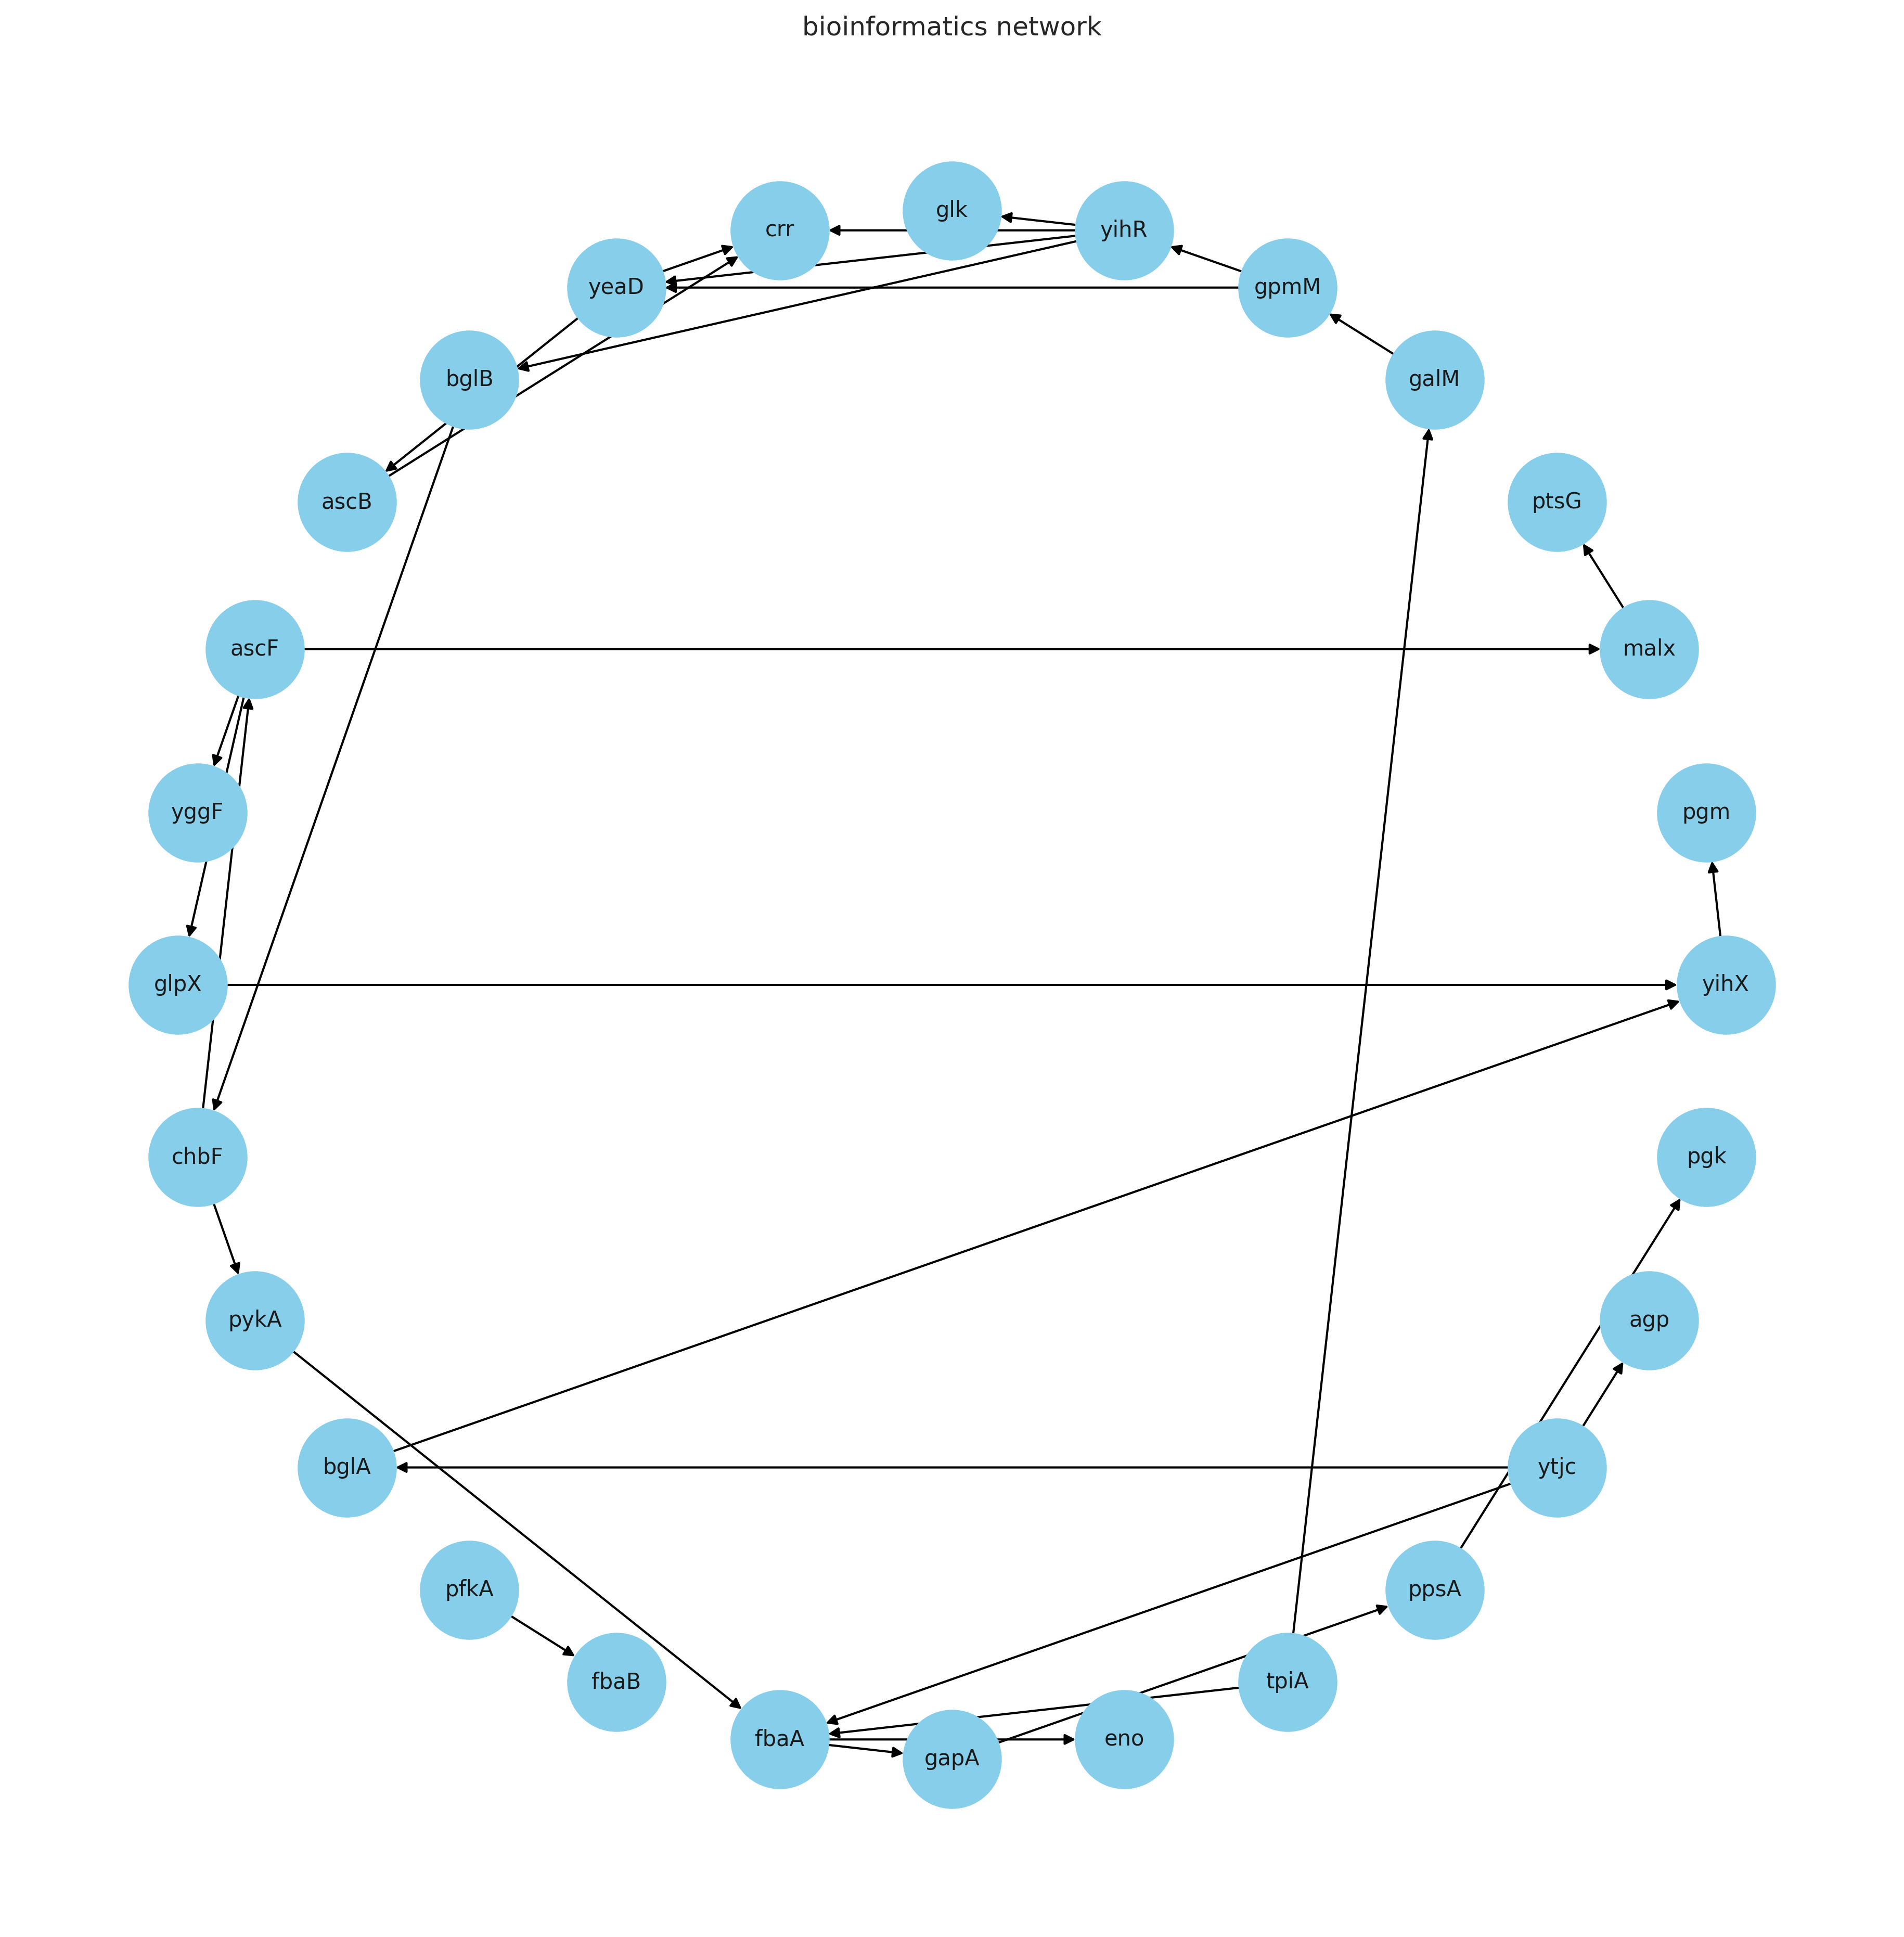 bioinformatics network
glk
crr
yihR
yeaD
gpmM
bglB
galM
ascB
ptsG
ascF
malx
yggF
pgm
glpX
yihX
chbF
pgk
pykA
agp
bglA
ytjc
pfkA
ppsA
fbaB
tpiA
fbaA
eno
gapA